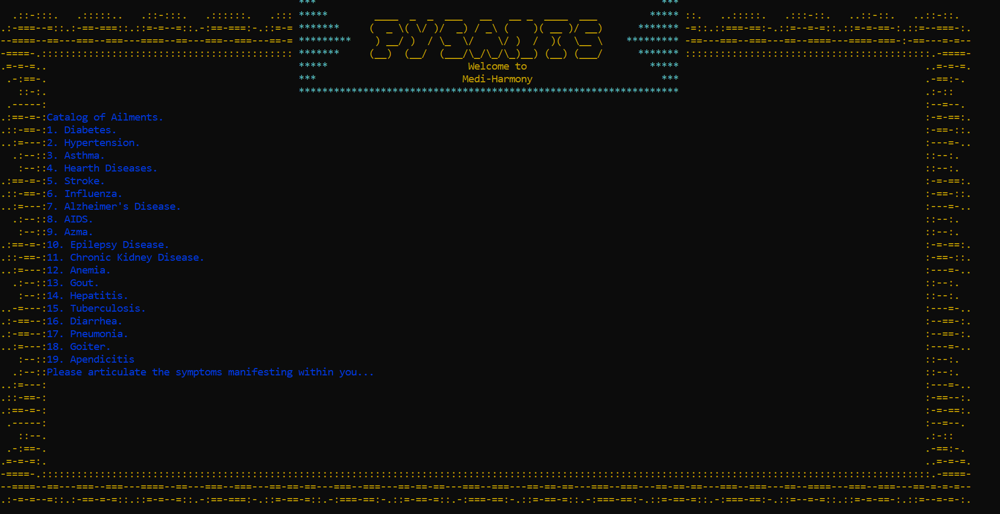 Welcome to
Medi-Harmony
Catalog of Ailments.
1. Diabetes.
2. Hypertension.
3. Asthma.
4. Hearth Diseases.
5. Stroke.
6. Influenza.
7. Alzheimer's Disease.
8. AIDS.
9. Azma.
10. Epilepsy Disease.
11. Chronic Kidney Disease.
12. Anemia.
13. Gout.
14. Hepatitis.
15. Tuberculosis.
16. Diarrhea.
17. Pneumonia.
18. Goiter.
19. Apendicitis
Please articulate the symptoms manifesting within you...